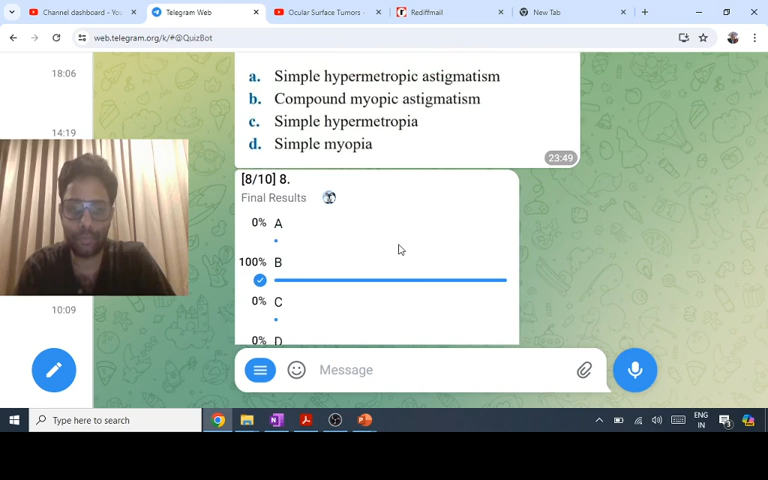 Channel dashboard - You
Telegram Web
Ocular Surface Tumors -
Rediffmail
New Tab
web.telegram.org/k/#@QuizBot
18:06
14:19
10:09
a. Simple hypermetropic astigmatism
b. Compound myopic astigmatism
c. Simple hypermetropia
d. Simple myopia
23:49
[8/10] 8.
Final Results
0% A
100% B
0% C
0% D
Message
Type here to search
ENG
IN
3